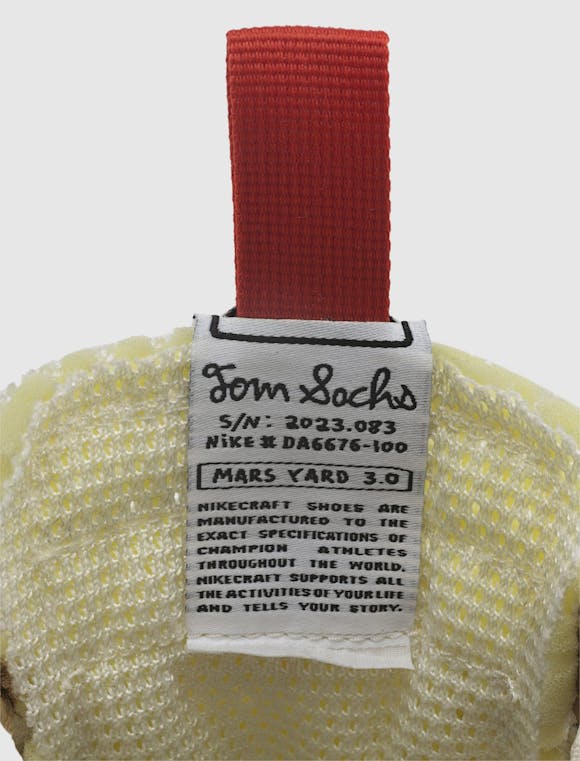 Tom Sachs
S/N: 2023.083
NiKE # DA6676-100
MARS YARD 3.0
NIKECRAFT SHOES ARE
MANUFACTURED TO THE
EXACT SPECIFICATIONS OF
CHAMPION ATHLETES
THROUGHOUT THE WORLD.
NIKECRAFT SUPPORTS ALL
THE ACTIVITIES OF YOUR LIFE
AND TELLS YOUR STORY.